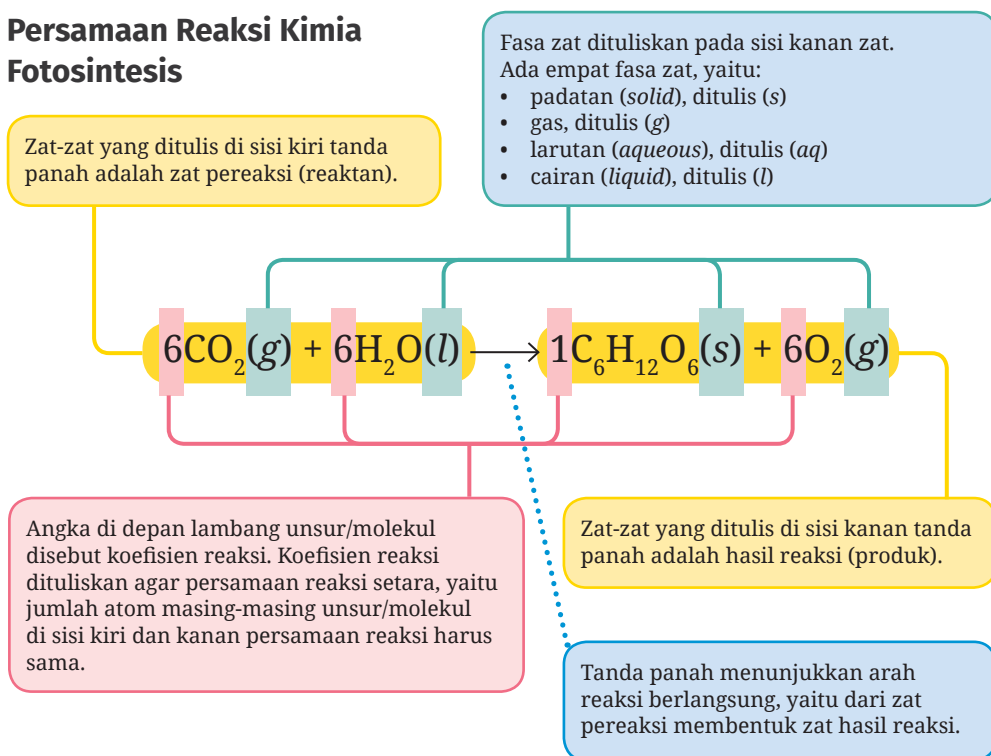 Persamaan Reaksi Kimia
Fotosintesis
Fasa zat dituliskan pada sisi kanan zat.
Ada empat fasa zat, yaitu:
• padatan (solid), ditulis (s)
• gas, ditulis (g)
• larutan (aqueous), ditulis (aq)
• cairan (liquid), ditulis (l)
Zat-zat yang ditulis di sisi kiri tanda
panah adalah zat pereaksi (reaktan).
6CO₂(g) + 6H₂O(l) → 1C₆H₁₂O₆(s) + 6O₂(g)
Angka di depan lambang unsur/molekul
disebut koefisien reaksi. Koefisien reaksi
dituliskan agar persamaan reaksi setara, yaitu
jumlah atom masing-masing unsur/molekul
di sisi kiri dan kanan persamaan reaksi harus
sama.
Zat-zat yang ditulis di sisi kanan tanda
panah adalah hasil reaksi (produk).
Tanda panah menunjukkan arah
reaksi berlangsung, yaitu dari zat
pereaksi membentuk zat hasil reaksi.